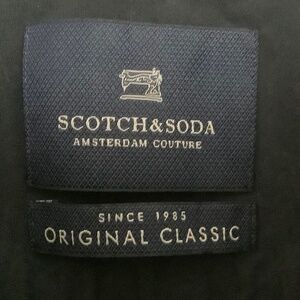 SCOTCH&SODA
AMSTERDAM COUTURE
SINCE 1985
ORIGINAL CLASSIC